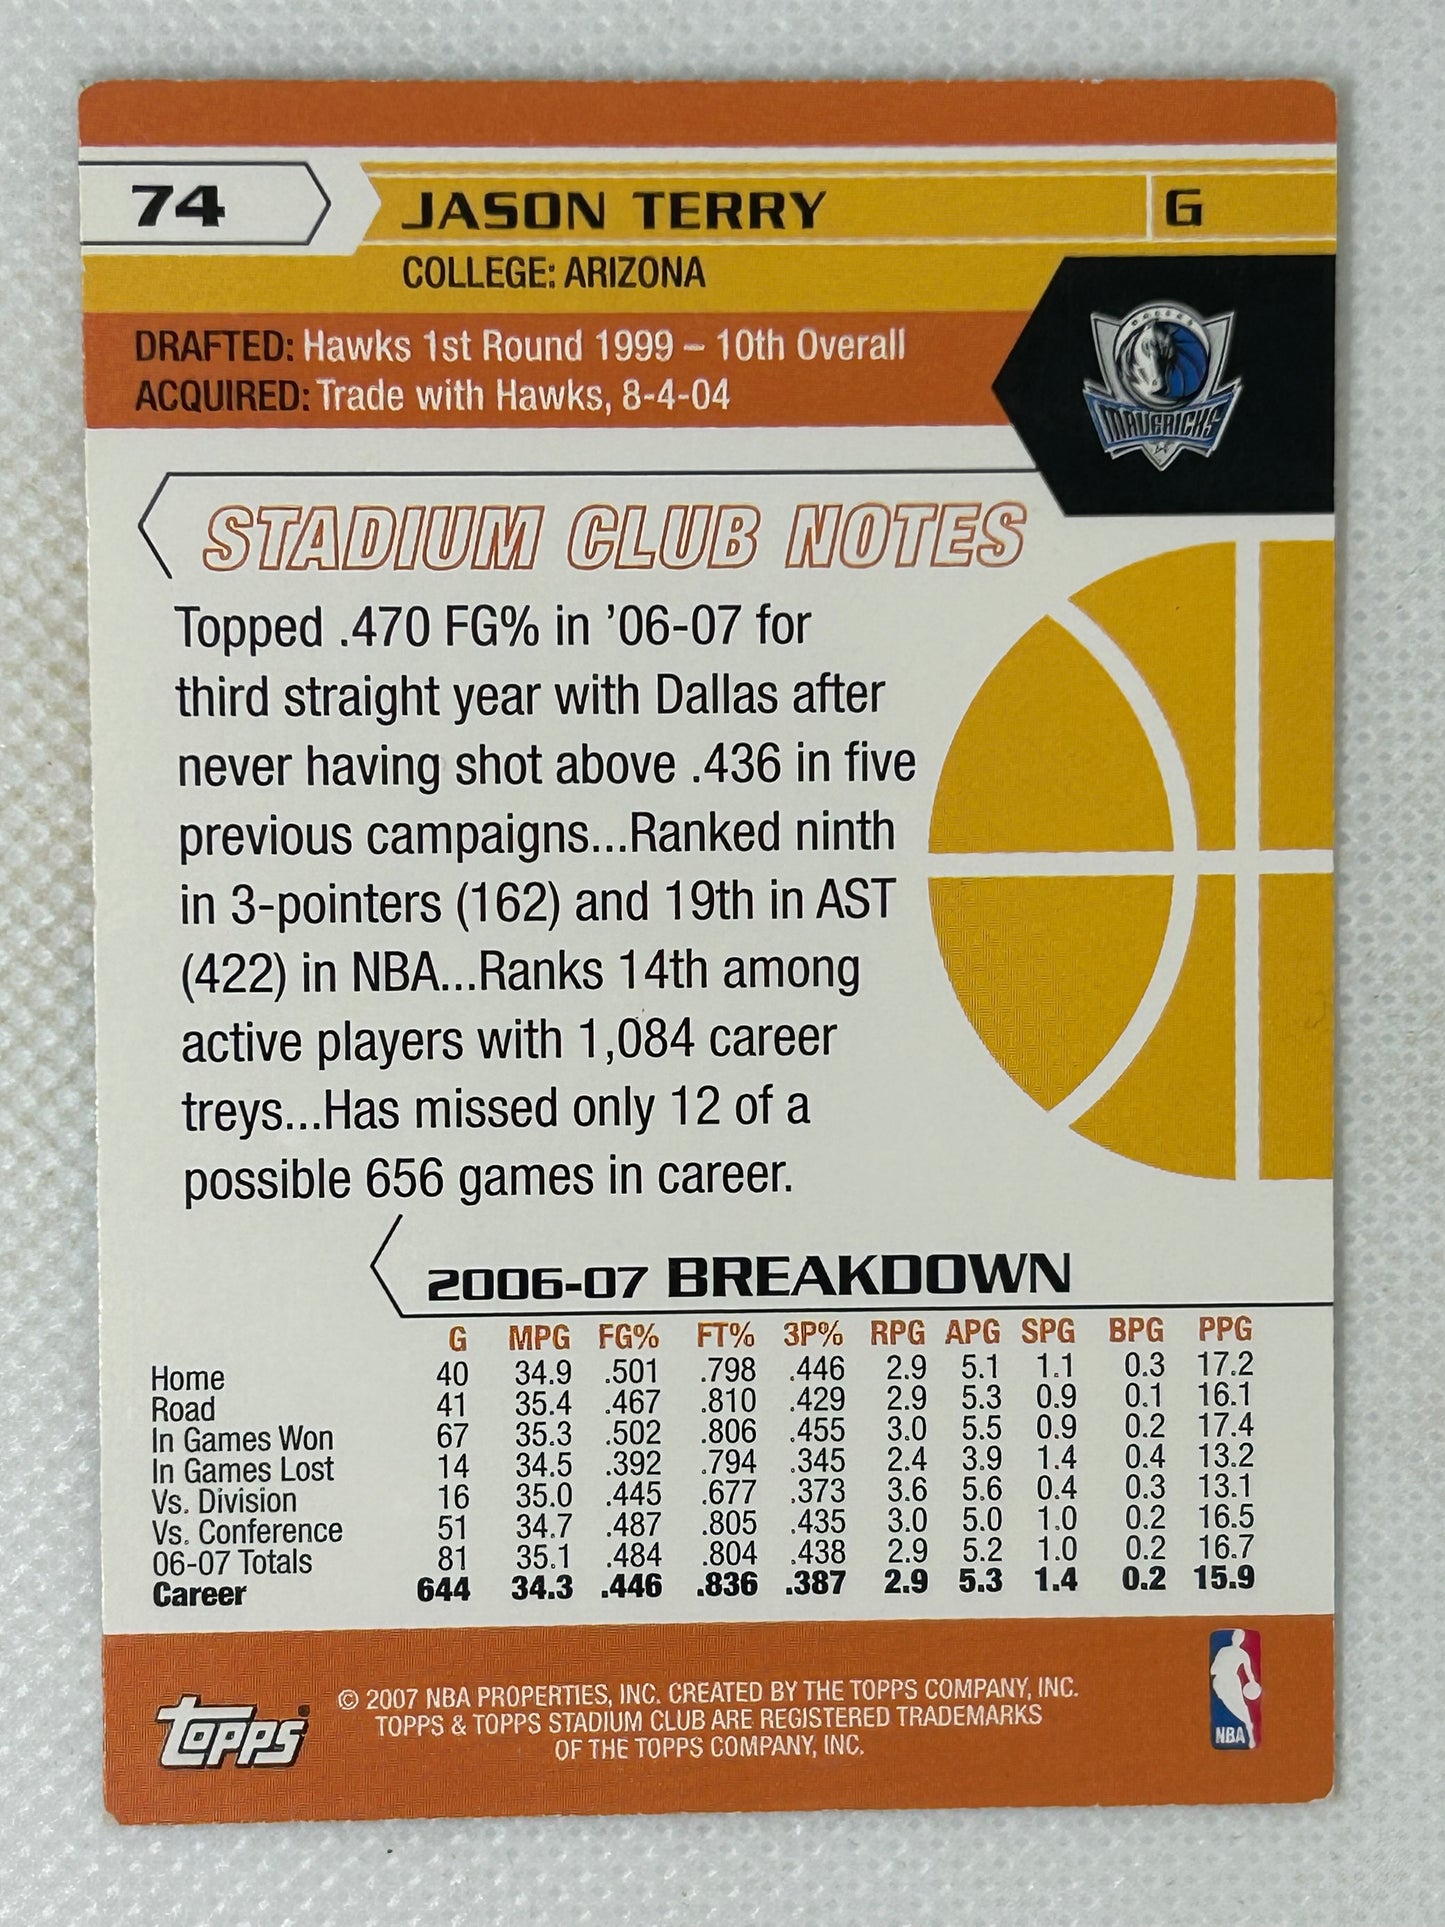 74
JASON TERRY
G
COLLEGE: ARIZONA
DRAFTED: Hawks 1st Round 1999 – 10th Overall
ACQUIRED: Trade with Hawks, 8-4-04
MAVERICKS
STADIUM CLUB NOTES
Topped .470 FG% in ’06-07 for
third straight year with Dallas after
never having shot above .436 in five
previous campaigns...Ranked ninth
in 3-pointers (162) and 19th in AST
(422) in NBA...Ranks 14th among
active players with 1,084 career
treys...Has missed only 12 of a
possible 656 games in career.
2006-07 BREAKDOWN
G MPG FG% FT% 3P% RPG APG SPG BPG PPG
Home 40 34.9 .501 .798 .446 2.9 5.1 1.1 0.3 17.2
Road 41 35.4 .467 .810 .429 2.9 5.3 0.9 0.1 16.1
In Games Won 67 35.3 .502 .806 .455 3.0 5.5 0.9 0.2 17.4
In Games Lost 14 34.5 .392 .794 .345 2.4 3.9 1.4 0.4 13.2
Vs. Division 16 35.0 .445 .677 .373 3.6 5.6 0.4 0.3 13.1
Vs. Conference 51 34.7 .487 .805 .435 3.0 5.0 1.0 0.2 16.5
06-07 Totals 81 35.1 .484 .804 .438 2.9 5.2 1.0 0.2 16.7
Career 644 34.3 .446 .836 .387 2.9 5.3 1.4 0.2 15.9
topps®
© 2007 NBA PROPERTIES, INC. CREATED BY THE TOPPS COMPANY, INC.
TOPPS & TOPPS STADIUM CLUB ARE REGISTERED TRADEMARKS
OF THE TOPPS COMPANY, INC.
NBA